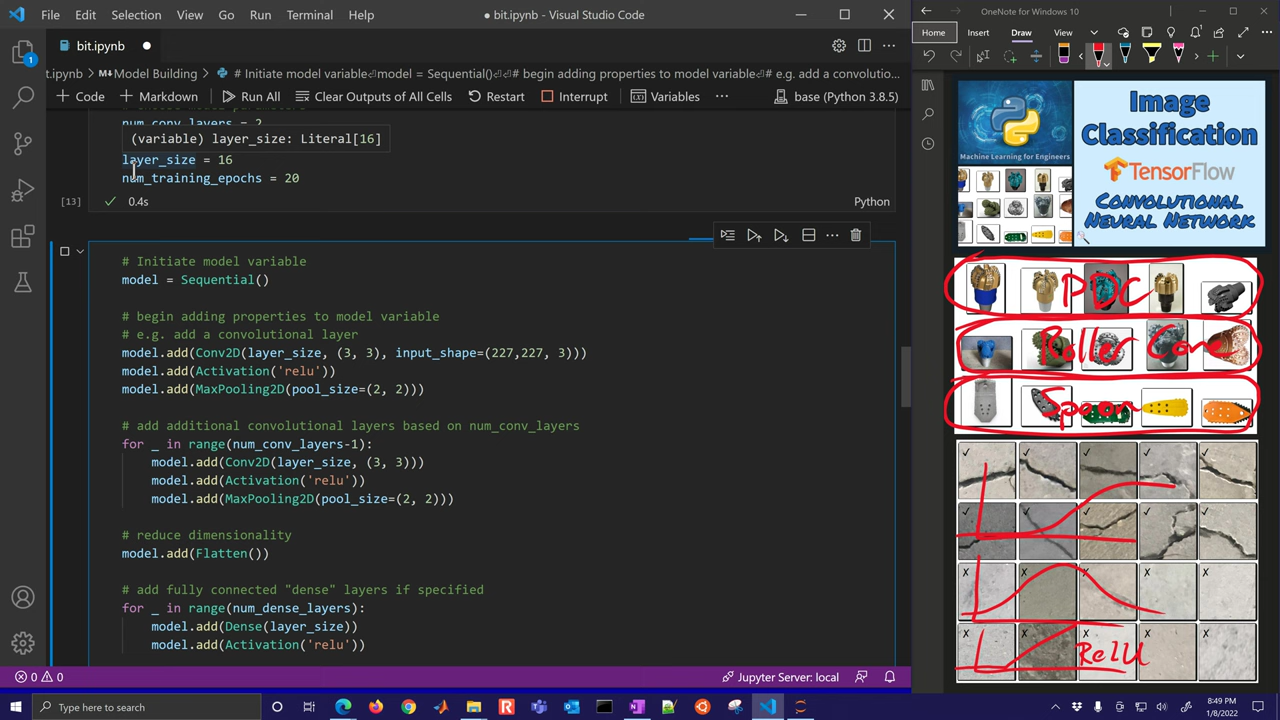 File Edit Selection View Go Run Terminal Help
● bit.ipynb - Visual Studio Code
bit.ipynb ●
t.ipynb > M↓Model Building > # Initiate model variable⏎model = Sequential()⏎⏎# begin adding properties to model variable⏎# e.g. add a convolutio...
+ Code + Markdown Run All Clear Outputs of All Cells Restart Interrupt Variables ... base (Python 3.8.5)
num_conv_layers = 2
(variable) layer_size: Literal[16]
layer_size = 16
num_training_epochs = 20
[13] ✓ 0.4s Python
# Initiate model variable
model = Sequential()
# begin adding properties to model variable
# e.g. add a convolutional layer
model.add(Conv2D(layer_size, (3, 3), input_shape=(227,227, 3)))
model.add(Activation('relu'))
model.add(MaxPooling2D(pool_size=(2, 2)))
# add additional convolutional layers based on num_conv_layers
for _ in range(num_conv_layers-1):
model.add(Conv2D(layer_size, (3, 3)))
model.add(Activation('relu'))
model.add(MaxPooling2D(pool_size=(2, 2)))
# reduce dimensionality
model.add(Flatten())
# add fully connected "dense" layers if specified
for _ in range(num_dense_layers):
model.add(Dense(layer_size))
model.add(Activation('relu'))
0 0
Jupyter Server: local
1
Type here to search
OneNote for Windows 10
Home Insert Draw View
Machine Learning for Engineers
Image
Classification
TensorFlow
Convolutional
Neural Network
PDC
Roller Cone
Spoon
✓ ✓ ✓ ✓ ✓
✓ ✓ ✓ ✓ ✓
X X X X X
X X X X X
RelU
8:49 PM
1/8/2022